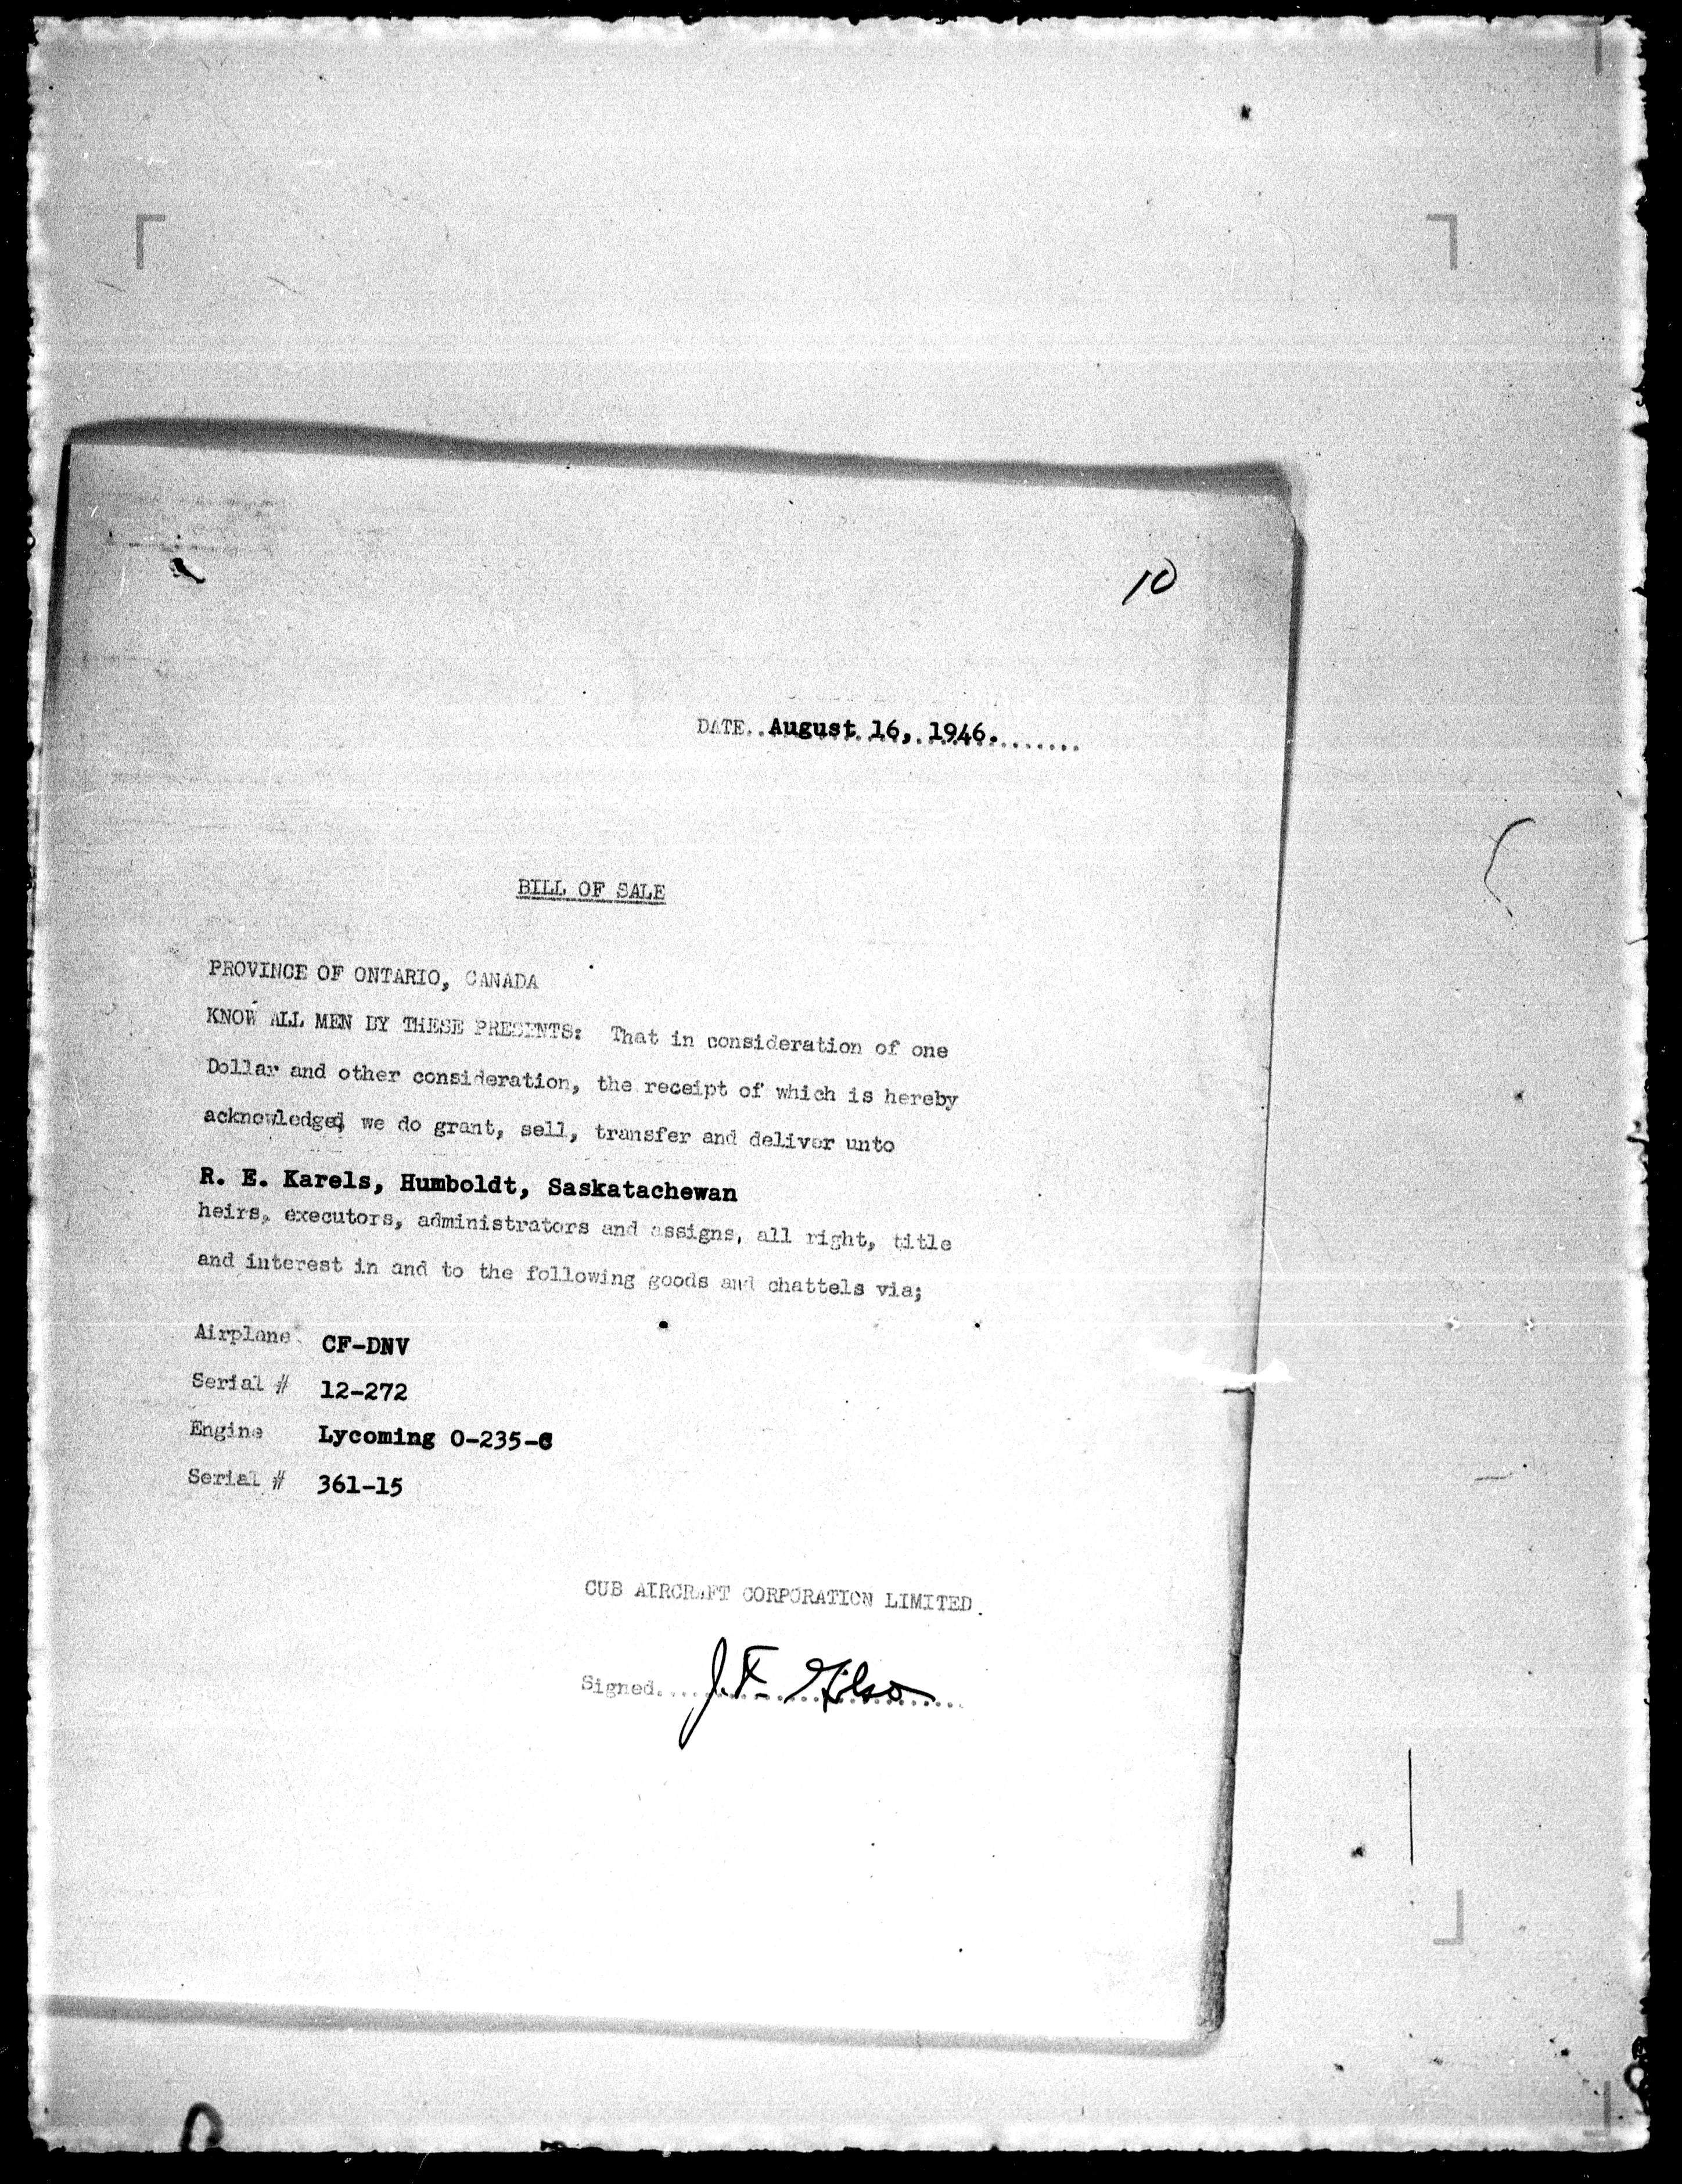 10
DATE..August 16, 1946.........
BILL OF SALE
PROVINCE OF ONTARIO, CANADA
KNOW ALL MEN BY THESE PRESENTS: That in consideration of one
Dollar and other consideration, the receipt of which is hereby
acknowledged we do grant, sell, transfer and deliver unto
R. E. Karels, Humboldt, Saskatachewan
heirs, executors, administrators and assigns, all right, title
and interest in and to the following goods and chattels via;
Airplane CF-DNV
Serial # 12-272
Engine Lycoming O-235-C
Serial # 361-15
CUB AIRCRAFT CORPORATION LIMITED.
Signed.... J. F.